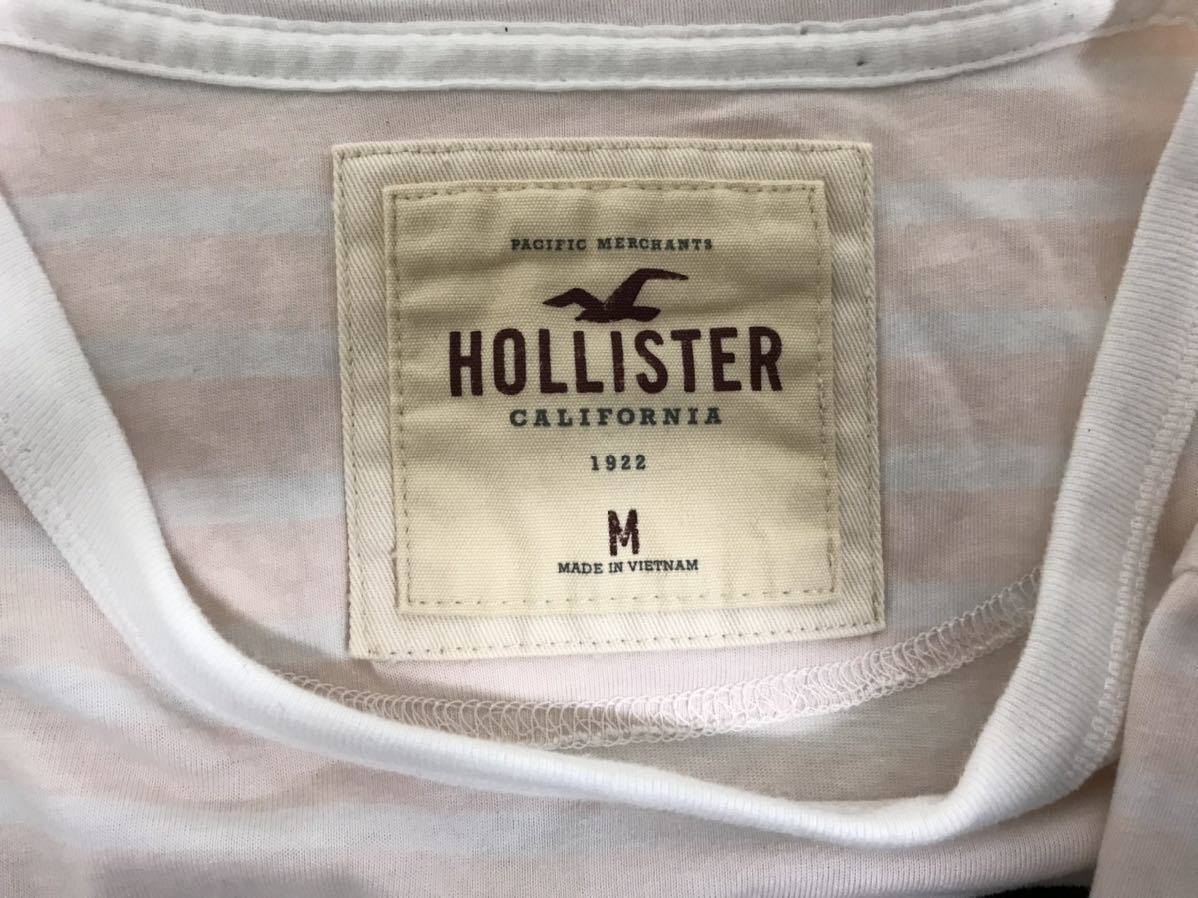 PACIFIC MERCHANTS
HOLLISTER
CALIFORNIA
1922
M
MADE IN VIETNAM